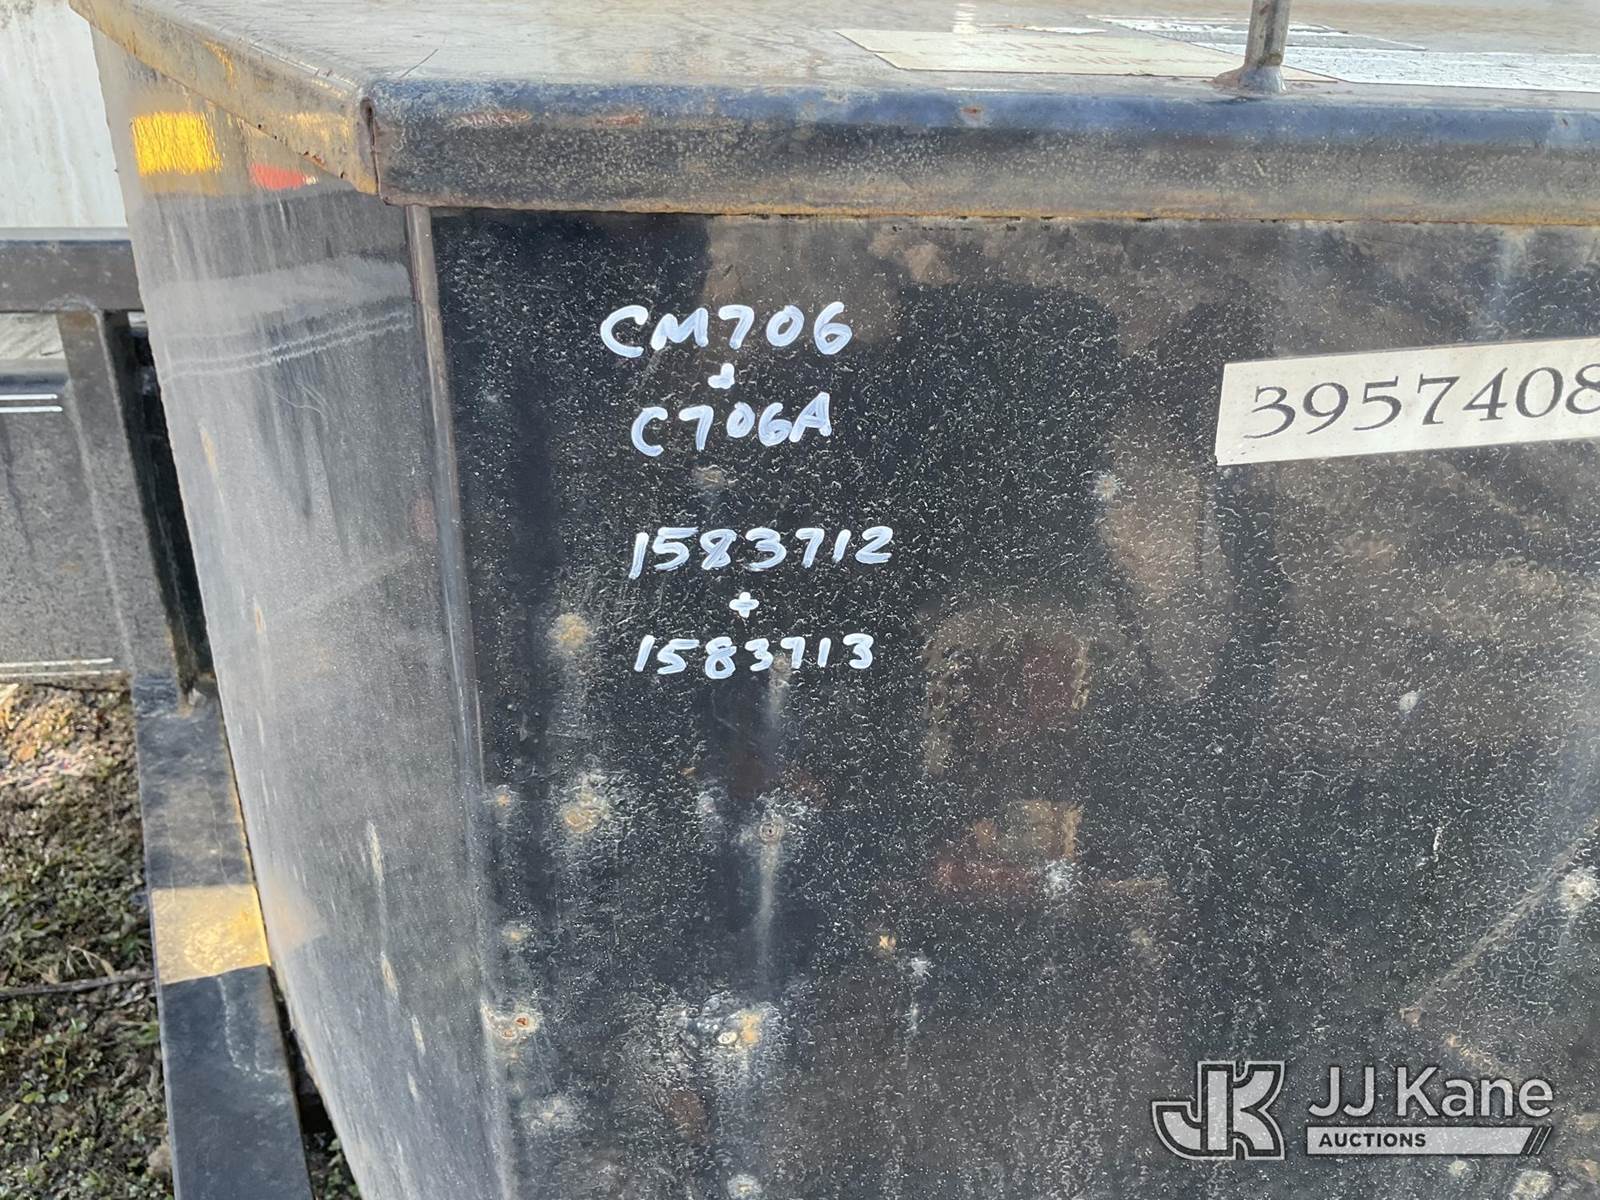 CM706
+
C706A
3957408
1583712
+
1583713
JJ Kane
AUCTIONS